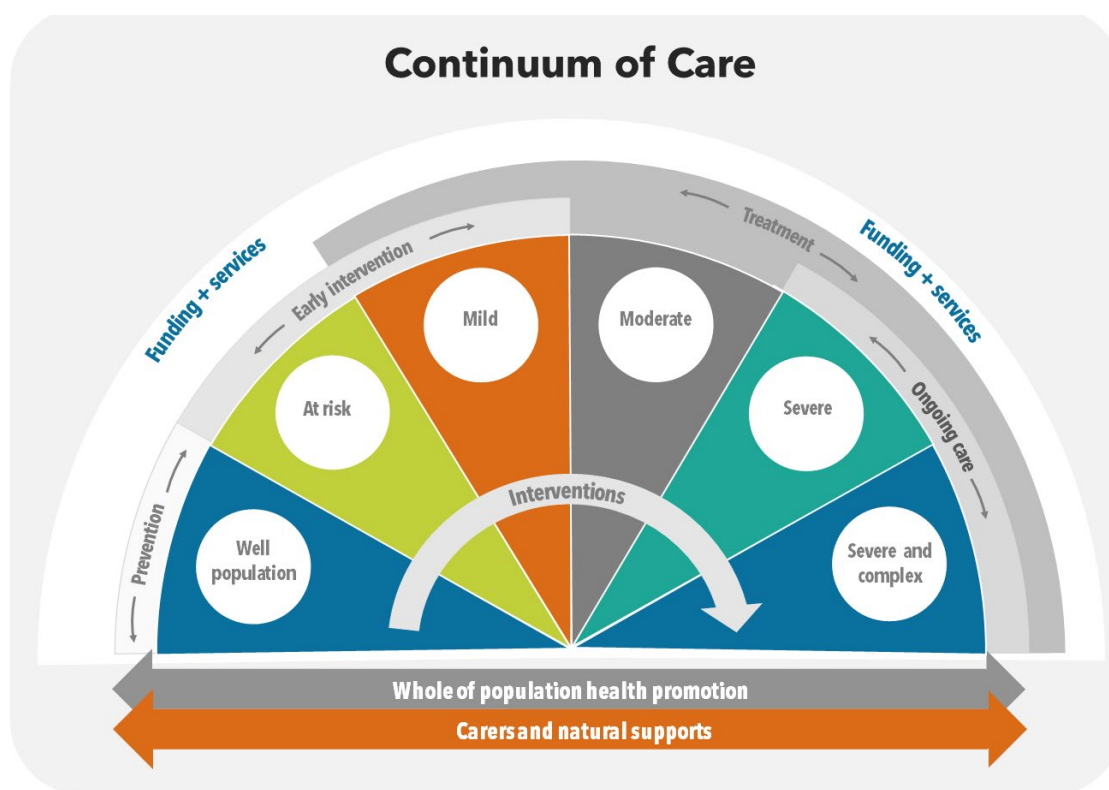 Continuum of Care
Funding + services
Funding + services
Prevention
Early intervention
Treatment
Ongoing care
Well
population
At risk
Mild
Moderate
Severe
Severe and
complex
Interventions
Whole of population health promotion
Carers and natural supports